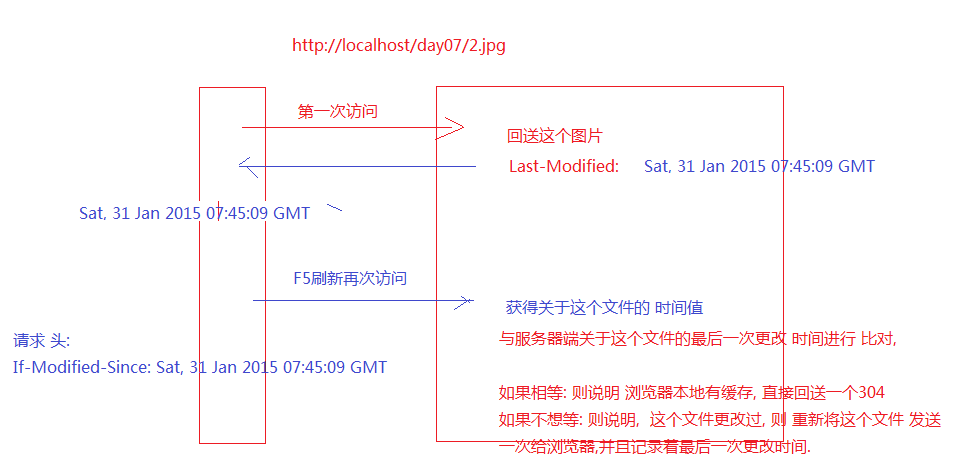 http://localhost/day07/2.jpg
第一次访问
回送这个图片
Last-Modified: Sat, 31 Jan 2015 07:45:09 GMT
Sat, 31 Jan 2015 07:45:09 GMT
F5刷新再次访问
获得关于这个文件的 时间值
请求 头:
If-Modified-Since: Sat, 31 Jan 2015 07:45:09 GMT
与服务器端关于这个文件的最后一次更改 时间进行 比对,
如果相等: 则说明 浏览器本地有缓存, 直接回送一个304
如果不想等: 则说明, 这个文件更改过, 则 重新将这个文件 发送
一次给浏览器,并且记录着最后一次更改时间.